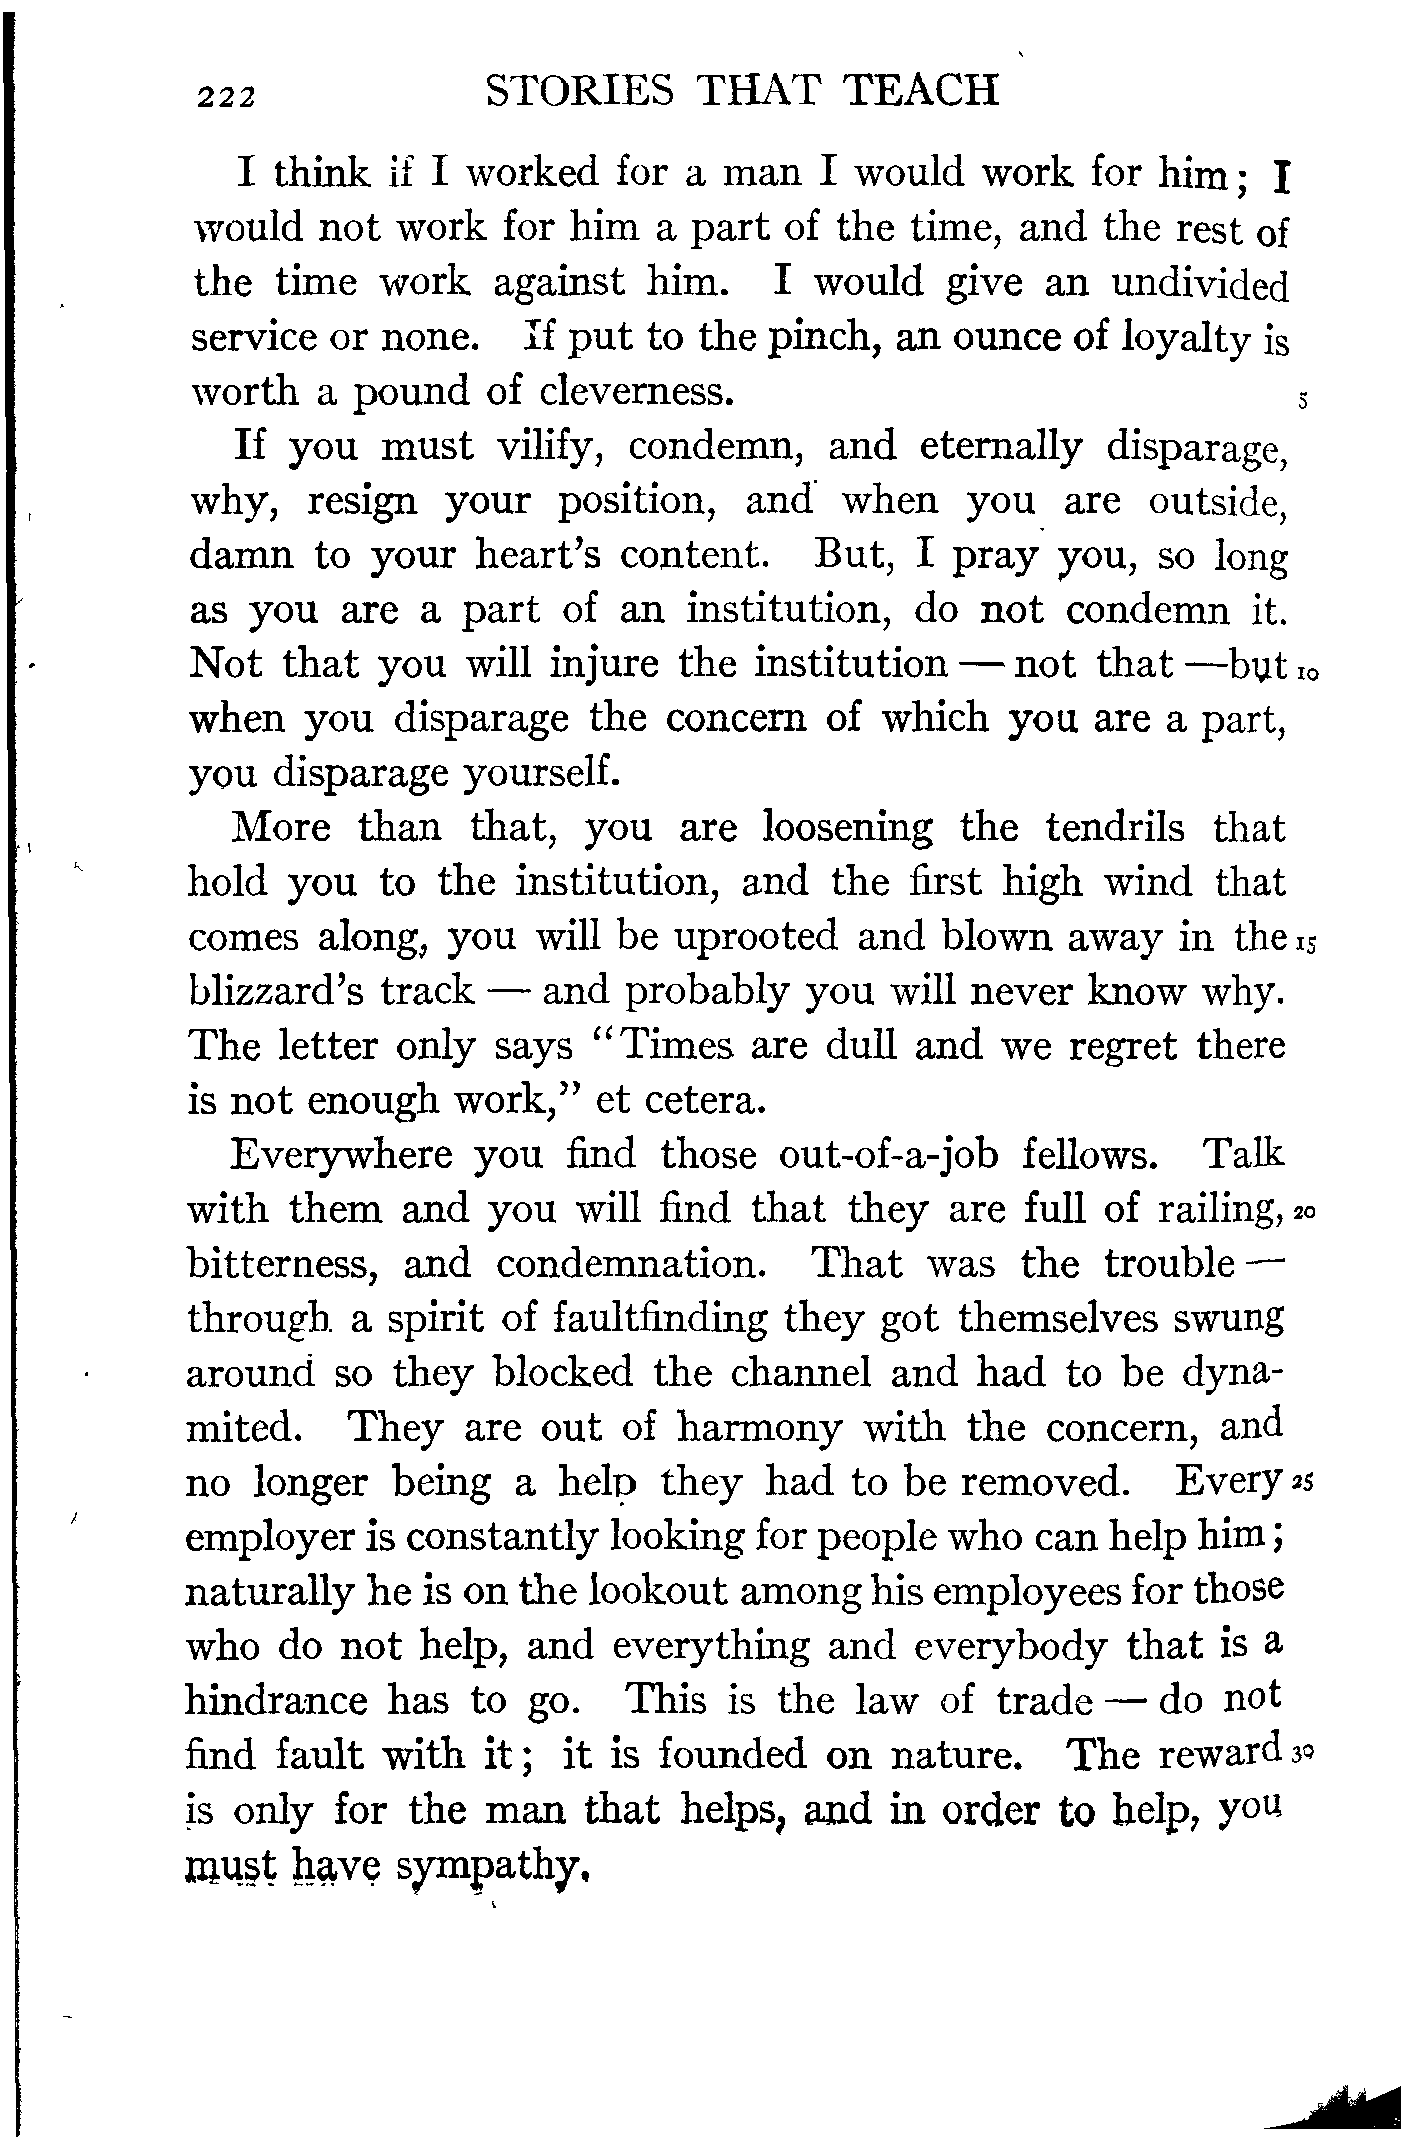 222 STORIES THAT TEACH
I think if I worked for a man I would work for him; I
would not work for him a part of the time, and the rest of
the time work against him. I would give an undivided
service or none. If put to the pinch, an ounce of loyalty is
worth a pound of cleverness. 5
If you must vilify, condemn, and eternally disparage,
why, resign your position, and when you are outside,
damn to your heart's content. But, I pray you, so long
as you are a part of an institution, do not condemn it.
Not that you will injure the institution — not that —but 10
when you disparage the concern of which you are a part,
you disparage yourself.
More than that, you are loosening the tendrils that
hold you to the institution, and the first high wind that
comes along, you will be uprooted and blown away in the 15
blizzard's track — and probably you will never know why.
The letter only says "Times are dull and we regret there
is not enough work," et cetera.
Everywhere you find those out-of-a-job fellows. Talk
with them and you will find that they are full of railing, 20
bitterness, and condemnation. That was the trouble —
through a spirit of faultfinding they got themselves swung
around so they blocked the channel and had to be dyna-
mited. They are out of harmony with the concern, and
no longer being a help they had to be removed. Every 25
employer is constantly looking for people who can help him;
naturally he is on the lookout among his employees for those
who do not help, and everything and everybody that is a
hindrance has to go. This is the law of trade — do not
find fault with it; it is founded on nature. The reward 30
is only for the man that helps, and in order to help, you
must have sympathy.